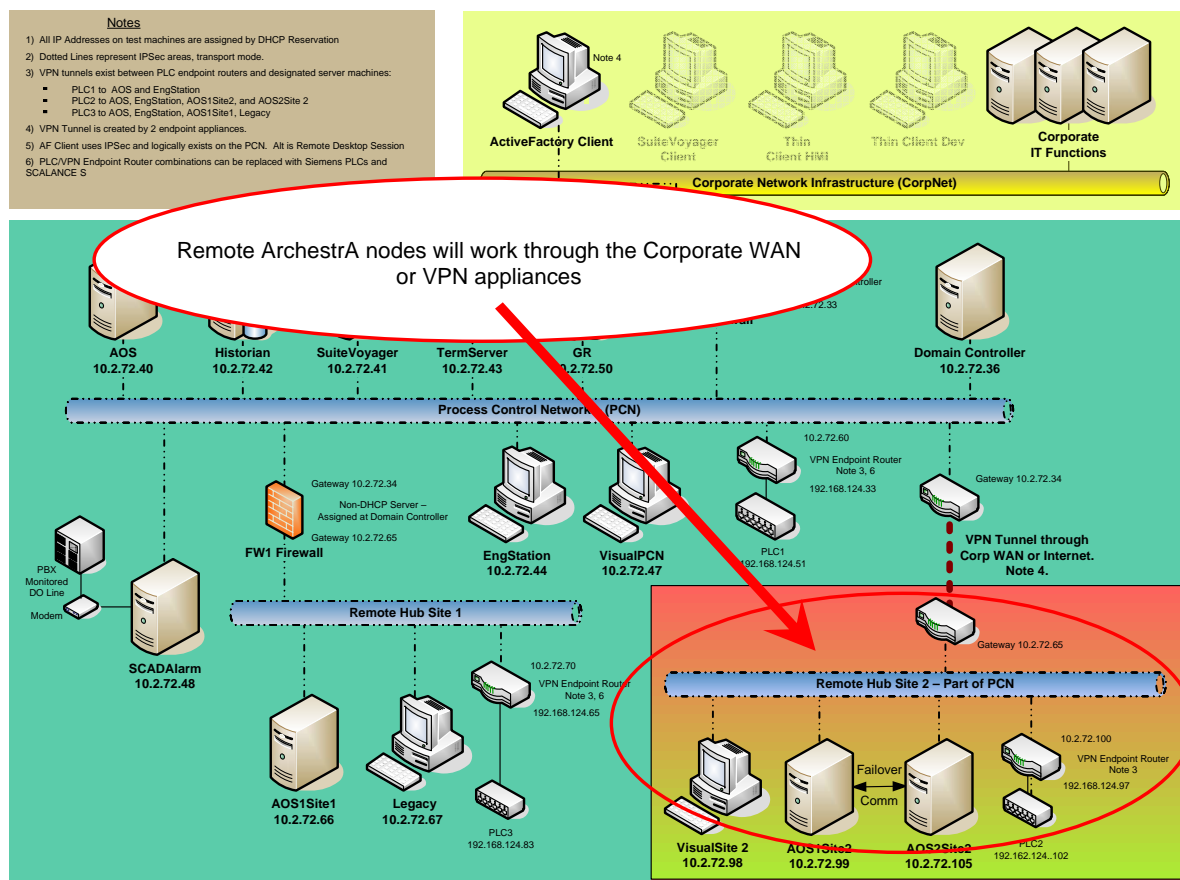 Notes
1) All IP Addresses on test machines are assigned by DHCP Reservation
2) Dotted Lines represent IPSec areas, transport mode.
3) VPN tunnels exist between PLC endpoint routers and designated server machines:
▪ PLC1 to AOS and EngStation
▪ PLC2 to AOS, EngStation, AOS1Site2, and AOS2Site 2
▪ PLC3 to AOS, EngStation, AOS1Site1, Legacy
4) VPN Tunnel is created by 2 endpoint appliances.
5) AF Client uses IPSec and logically exists on the PCN. Alt is Remote Desktop Session
6) PLC/VPN Endpoint Router combinations can be replaced with Siemens PLCs and
SCALANCE S
Note 4
ActiveFactory Client
SuiteVoyager
Client
Thin
Client HMI
Thin Client Dev
Corporate
IT Functions
Corporate Network Infrastructure (CorpNet)
Remote ArchestrA nodes will work through the Corporate WAN
or VPN appliances
AOS
10.2.72.40
Historian
10.2.72.42
SuiteVoyager
10.2.72.41
TermServer
10.2.72.43
GR
10.2.72.50
Domain Controller
10.2.72.36
Process Control Network (PCN)
Gateway 10.2.72.34
Non-DHCP Server –
Assigned at Domain Controller
Gateway 10.2.72.65
FW1 Firewall
EngStation
10.2.72.44
VisualPCN
10.2.72.47
10.2.72.60
VPN Endpoint Router
Note 3, 6
192.168.124.33
PLC1
192.168.124.51
Gateway 10.2.72.34
VPN Tunnel through
Corp WAN or Internet.
Note 4.
Gateway 10.2.72.65
PBX
Monitored
DO Line
Modem
SCADAlarm
10.2.72.48
Remote Hub Site 1
10.2.72.70
VPN Endpoint Router
Note 3, 6
192.168.124.65
AOS1Site1
10.2.72.66
Legacy
10.2.72.67
PLC3
192.168.124.83
Remote Hub Site 2 – Part of PCN
10.2.72.100
VPN Endpoint Router
Note 3
192.168.124.97
Failover
Comm
VisualSite 2
10.2.72.98
AOS1Site2
10.2.72.99
AOS2Site2
10.2.72.105
PLC2
192.162.124..102